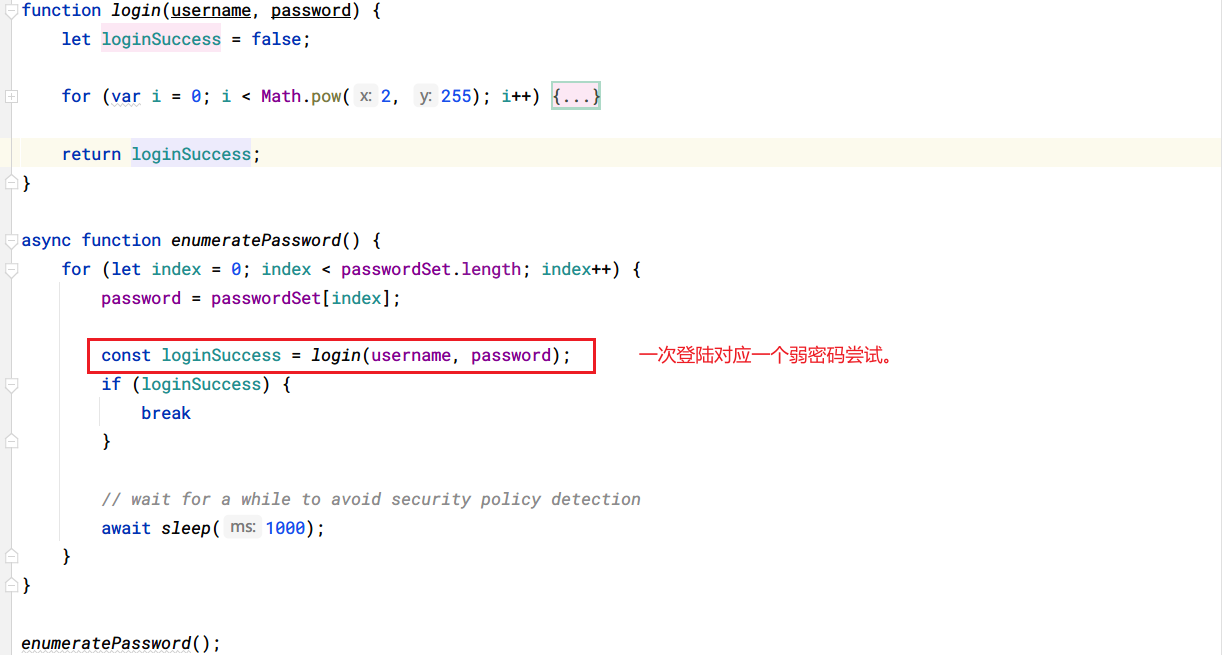 function login(username, password) {
let loginSuccess = false;
for (var i = 0; i < Math.pow( x: 2, y: 255); i++) {...}
return loginSuccess;
}
async function enumeratePassword() {
for (let index = 0; index < passwordSet.length; index++) {
password = passwordSet[index];
const loginSuccess = login(username, password); 一次登陆对应一个弱密码尝试。
if (loginSuccess) {
break
}
// wait for a while to avoid security policy detection
await sleep( ms: 1000);
}
}
enumeratePassword();